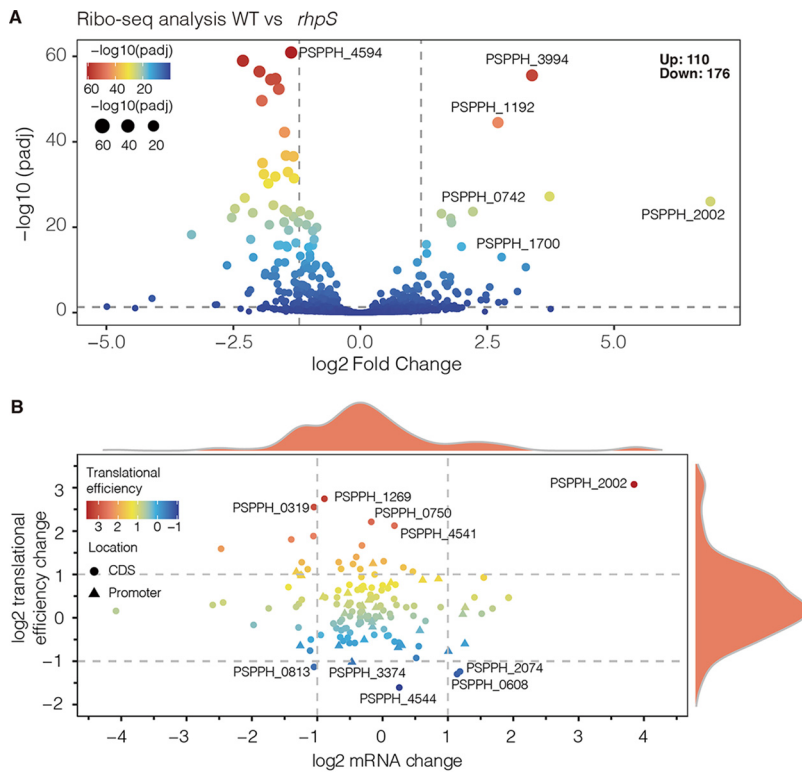 A
Ribo-seq analysis WT vs rhpS
−log10(padj)
60 40 20
−log10(padj)
60 40 20
PSPPH_4594
PSPPH_3994
Up: 110
Down: 176
PSPPH_1192
PSPPH_0742
PSPPH_2002
PSPPH_1700
−log10 (padj)
60
40
20
0
−5.0 −2.5 0.0 2.5 5.0
log2 Fold Change
B
Translational
efficiency
3 2 1 0 -1
Location
CDS
Promoter
PSPPH_2002
PSPPH_1269
PSPPH_0319
PSPPH_0750
PSPPH_4541
PSPPH_0813
PSPPH_3374
PSPPH_2074
PSPPH_0608
PSPPH_4544
log2 translational
efficiency change
3
2
1
0
−1
−2
−4 −3 −2 −1 0 1 2 3 4
log2 mRNA change